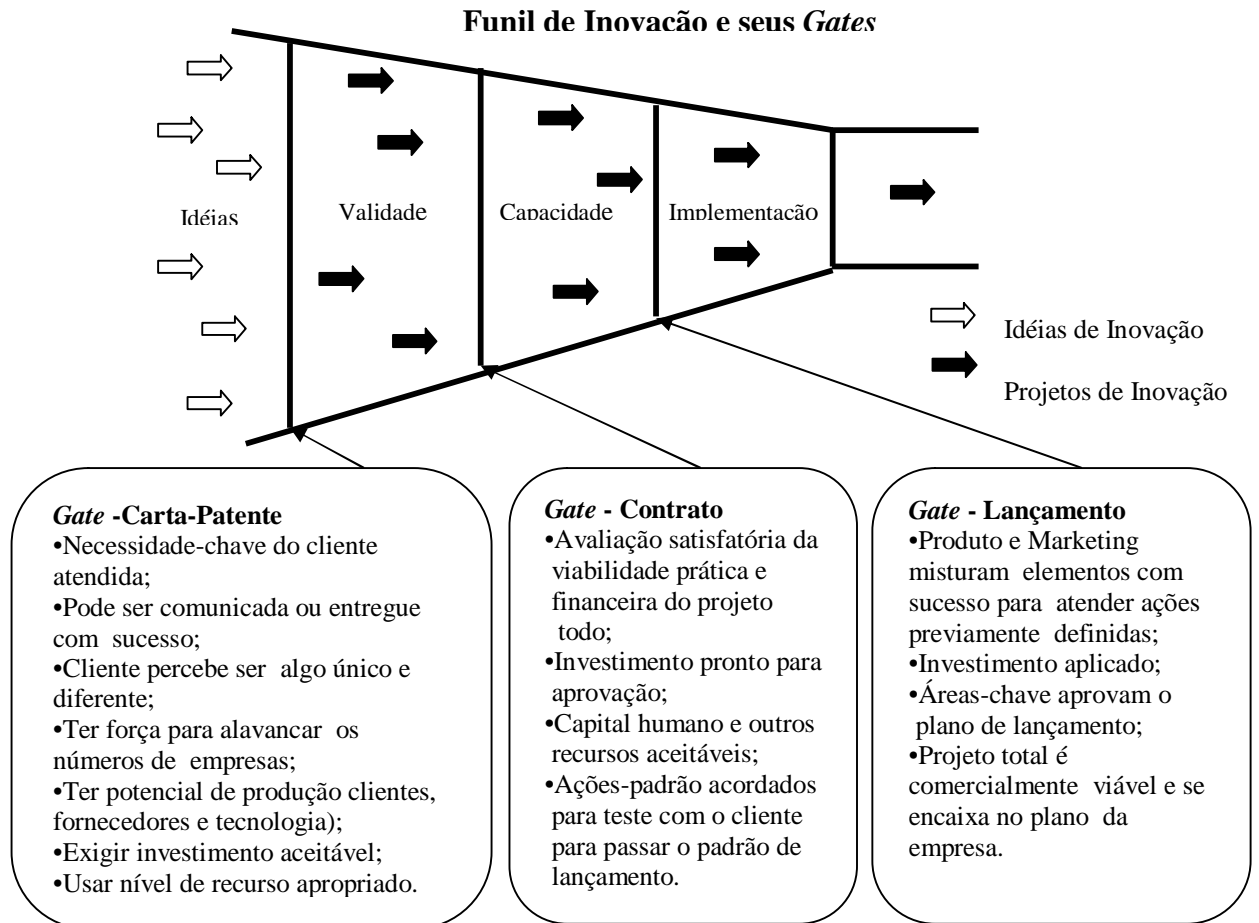 Funil de Inovação e seus Gates
Idéias
Validade
Capacidade
Implementação
Idéias de Inovação
Projetos de Inovação
Gate -Carta-Patente
•Necessidade-chave do cliente
atendida;
•Pode ser comunicada ou entregue
com sucesso;
•Cliente percebe ser algo único e
diferente;
•Ter força para alavancar os
números de empresas;
•Ter potencial de produção clientes,
fornecedores e tecnologia);
•Exigir investimento aceitável;
•Usar nível de recurso apropriado.
Gate - Contrato
•Avaliação satisfatória da
viabilidade prática e
financeira do projeto
todo;
•Investimento pronto para
aprovação;
•Capital humano e outros
recursos aceitáveis;
•Ações-padrão acordados
para teste com o cliente
para passar o padrão de
lançamento.
Gate - Lançamento
•Produto e Marketing
misturam elementos com
sucesso para atender ações
previamente definidas;
•Investimento aplicado;
•Áreas-chave aprovam o
plano de lançamento;
•Projeto total é
comercialmente viável e se
encaixa no plano da
empresa.